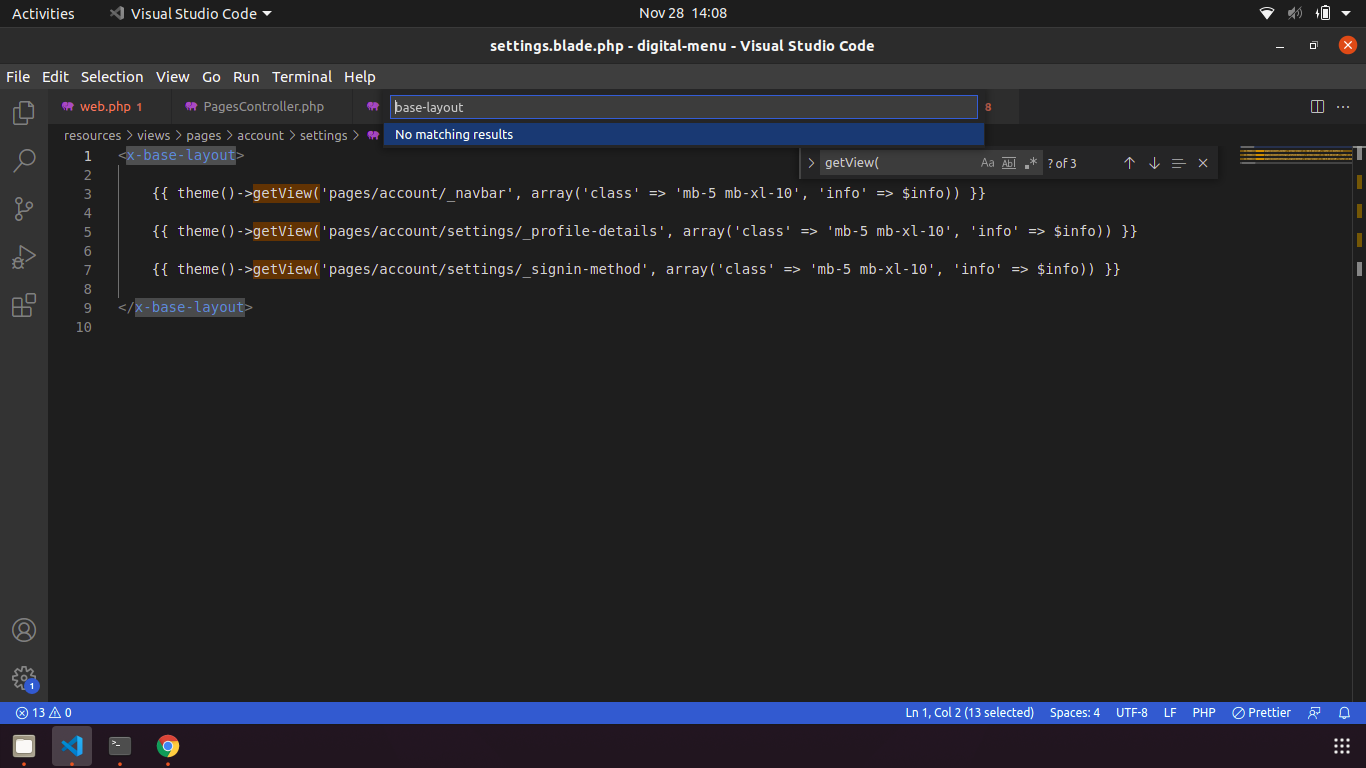 Activities Visual Studio Code Nov 28 14:08
settings.blade.php - digital-menu - Visual Studio Code
File Edit Selection View Go Run Terminal Help
web.php 1 PagesController.php base-layout 8
No matching results
resources > views > pages > account > settings >
getView( Aa Abl .* ? of 3
1 <x-base-layout>
2
3 {{ theme()->getView('pages/account/_navbar', array('class' => 'mb-5 mb-xl-10', 'info' => $info)) }}
4
5 {{ theme()->getView('pages/account/settings/_profile-details', array('class' => 'mb-5 mb-xl-10', 'info' => $info)) }}
6
7 {{ theme()->getView('pages/account/settings/_signin-method', array('class' => 'mb-5 mb-xl-10', 'info' => $info)) }}
8
9 </x-base-layout>
10
1
13 0 Ln 1, Col 2 (13 selected) Spaces: 4 UTF-8 LF PHP Prettier